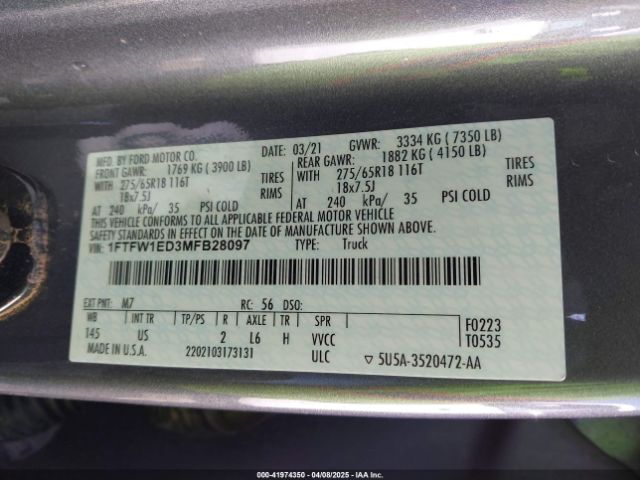 MFD. BY FORD MOTOR CO.
DATE: 03/21 GVWR: 3334 KG (7350 LB)
FRONT GAWR: 1769 KG (3900 LB)
REAR GAWR: 1882 KG (4150 LB)
WITH 275/65R18 116T TIRES
18x7.5J RIMS
AT 240 kPa/ 35 PSI COLD
WITH 275/65R18 116T TIRES
18x7.5J RIMS
AT 240 kPa/ 35 PSI COLD
THIS VEHICLE CONFORMS TO ALL APPLICABLE FEDERAL MOTOR VEHICLE
SAFETY STANDARDS IN EFFECT ON THE DATE OF MANUFACTURE SHOWN ABOVE.
VIN: 1FTFW1ED3MFB28097 TYPE: Truck
EXT PNT: M7 RC: 56 DSO:
WB INT TR TP/PS R AXLE TR SPR
145 US 2 L6 H VVCC
F0223
T0535
MADE IN U.S.A. 2202103173131 ULC ▽ 5U5A-3520472-AA
000-41974350 - 04/08/2025 - IAA Inc.